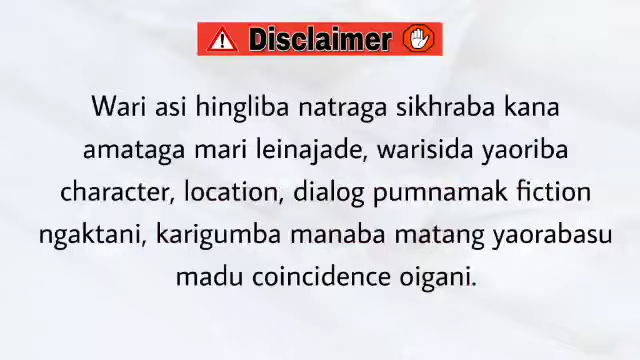 Disclaimer
Wari asi hingliba natraga sikhraba kana
amataga mari leinajade, warisida yaoriba
character, location, dialog pumnamak fiction
ngaktani, karigumba manaba matang yaorabasu
madu coincidence oigani.